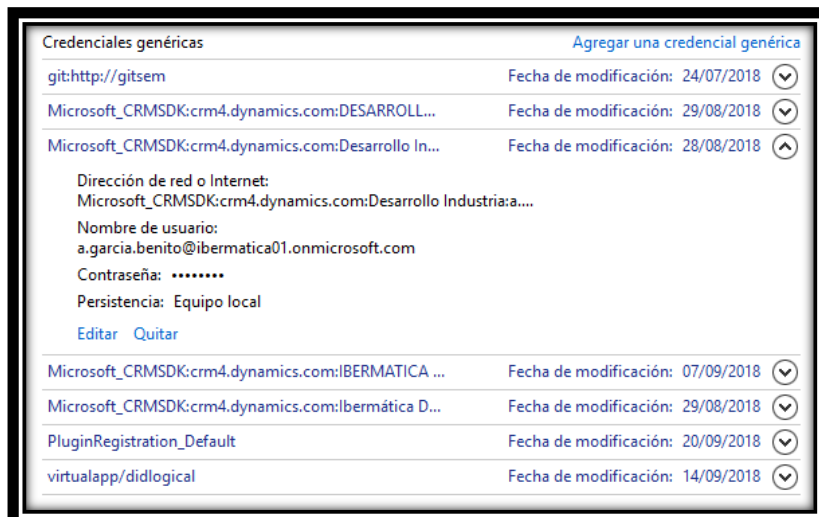 Credenciales genéricas Agregar una credencial genérica
git:http://gitsem Fecha de modificación: 24/07/2018
Microsoft_CRMSDK:crm4.dynamics.com:DESARROLL... Fecha de modificación: 29/08/2018
Microsoft_CRMSDK:crm4.dynamics.com:Desarrollo In... Fecha de modificación: 28/08/2018
Dirección de red o Internet:
Microsoft_CRMSDK:crm4.dynamics.com:Desarrollo Industria:a....
Nombre de usuario:
a.garcia.benito@ibermatica01.onmicrosoft.com
Contraseña: ••••••••
Persistencia: Equipo local
Editar Quitar
Microsoft_CRMSDK:crm4.dynamics.com:IBERMATICA ... Fecha de modificación: 07/09/2018
Microsoft_CRMSDK:crm4.dynamics.com:Ibermática D... Fecha de modificación: 29/08/2018
PluginRegistration_Default Fecha de modificación: 20/09/2018
virtualapp/didlogical Fecha de modificación: 14/09/2018